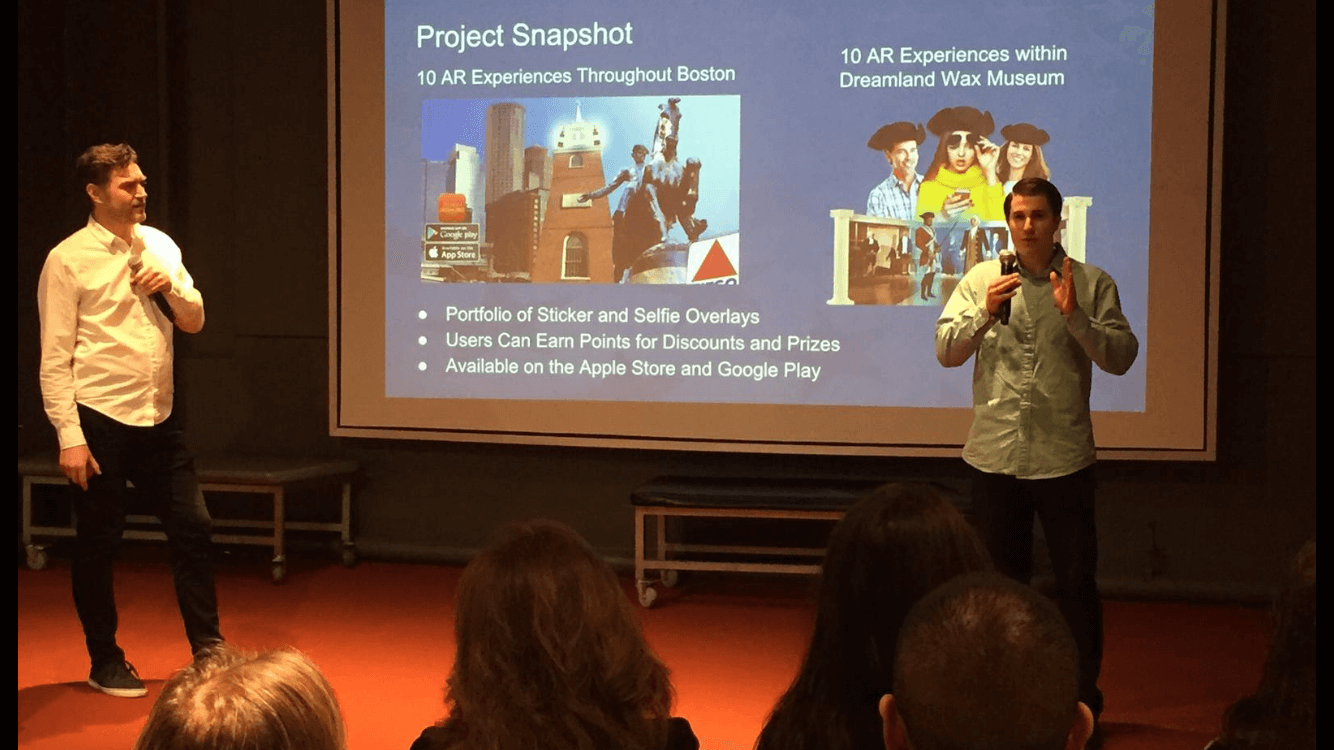 Project Snapshot
10 AR Experiences Throughout Boston
10 AR Experiences within
Dreamland Wax Museum
Google play
App Store
● Portfolio of Sticker and Selfie Overlays
● Users Can Earn Points for Discounts and Prizes
● Available on the Apple Store and Google Play